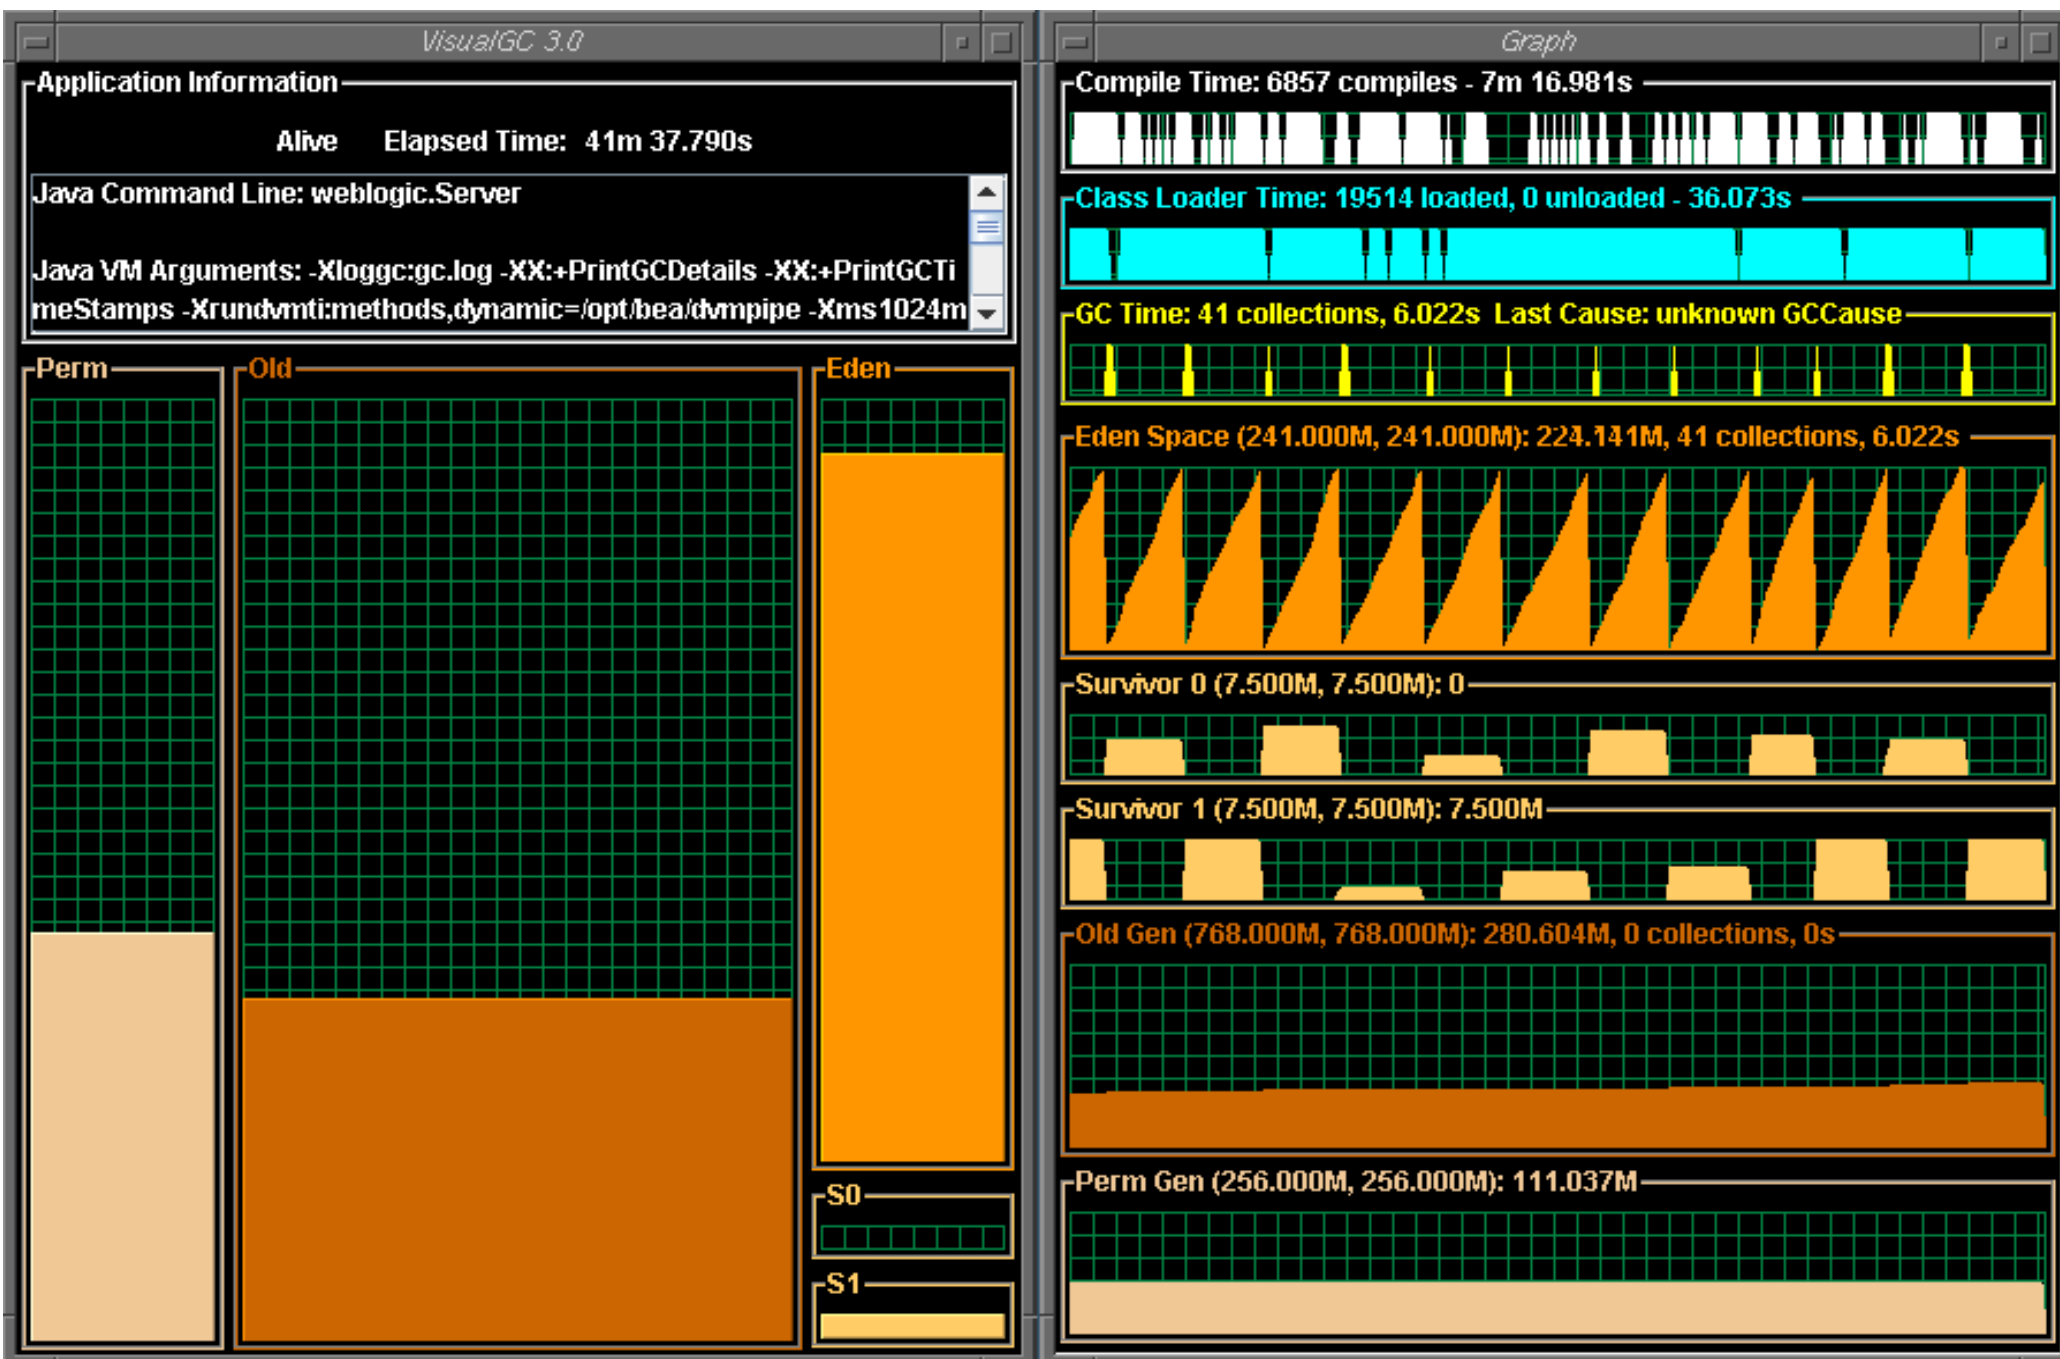 VisualGC 3.0
Application Information
Alive Elapsed Time: 41m 37.790s
Java Command Line: weblogic.Server
Java VM Arguments: -Xloggc:gc.log -XX:+PrintGCDetails -XX:+PrintGCTi
meStamps -Xrundvmti:methods,dynamic=/opt/bea/dvmpipe -Xms1024m
Perm
Old
Eden
S0
S1
Graph
Compile Time: 6857 compiles - 7m 16.981s
Class Loader Time: 19514 loaded, 0 unloaded - 36.073s
GC Time: 41 collections, 6.022s Last Cause: unknown GCCause
Eden Space (241.000M, 241.000M): 224.141M, 41 collections, 6.022s
Survivor 0 (7.500M, 7.500M): 0
Survivor 1 (7.500M, 7.500M): 7.500M
Old Gen (768.000M, 768.000M): 280.604M, 0 collections, 0s
Perm Gen (256.000M, 256.000M): 111.037M